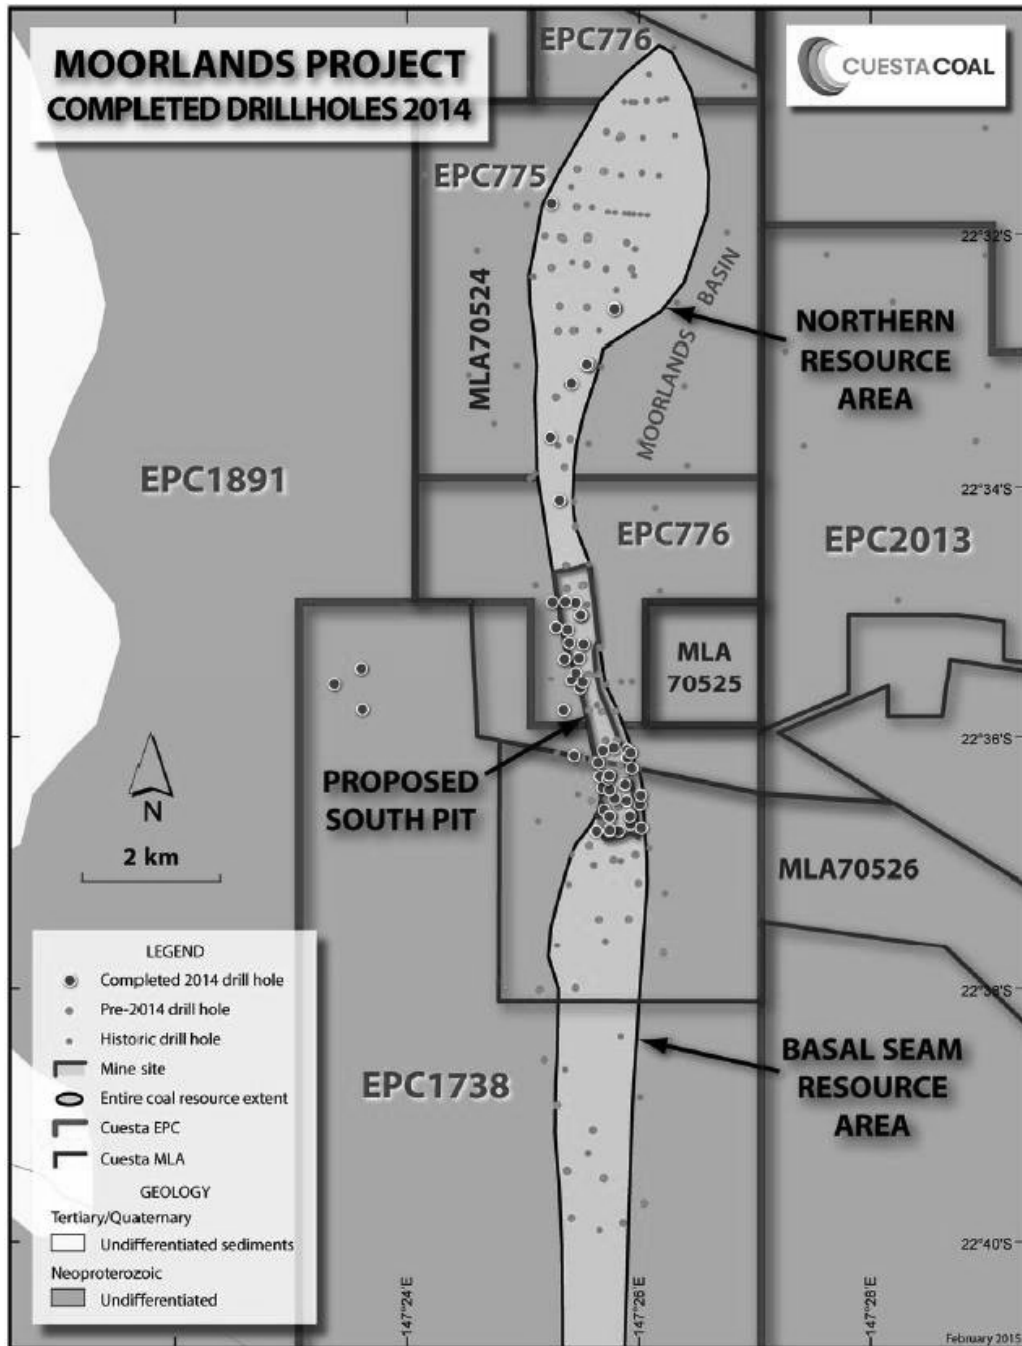 MOORLANDS PROJECT
COMPLETED DRILLHOLES 2014
EPC776
CUESTA COAL
EPC775
22°32'S
MLA70524
MOORLANDS BASIN
NORTHERN
RESOURCE
AREA
EPC1891
22°34'S
EPC776
EPC2013
MLA
70525
22°36'S
PROPOSED
SOUTH PIT
N
2 km
MLA70526
LEGEND
Completed 2014 drill hole
Pre-2014 drill hole
Historic drill hole
Mine site
Entire coal resource extent
Cuesta EPC
Cuesta MLA
GEOLOGY
Tertiary/Quaternary
Undifferentiated sediments
Neoproterozoic
Undifferentiated
22°38'S
EPC1738
BASAL SEAM
RESOURCE
AREA
22°40'S
147°24'E
147°26'E
147°28'E
February 2015